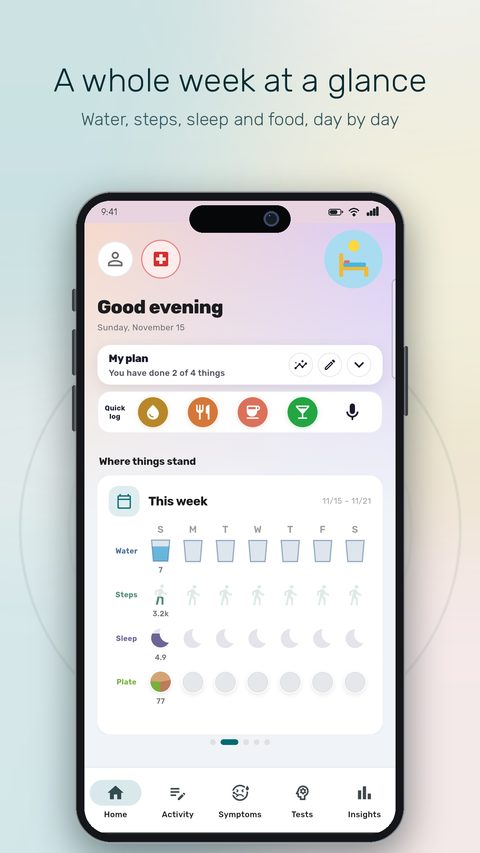 A whole week at a glance
Water, steps, sleep and food, day by day
9:41
Good evening
Sunday, November 15
My plan
You have done 2 of 4 things
Quick log
Where things stand
This week
11/15 – 11/21
S M T W T F S
Water
7
Steps
3.2k
Sleep
4.9
Plate
77
Home Activity Symptoms Tests Insights